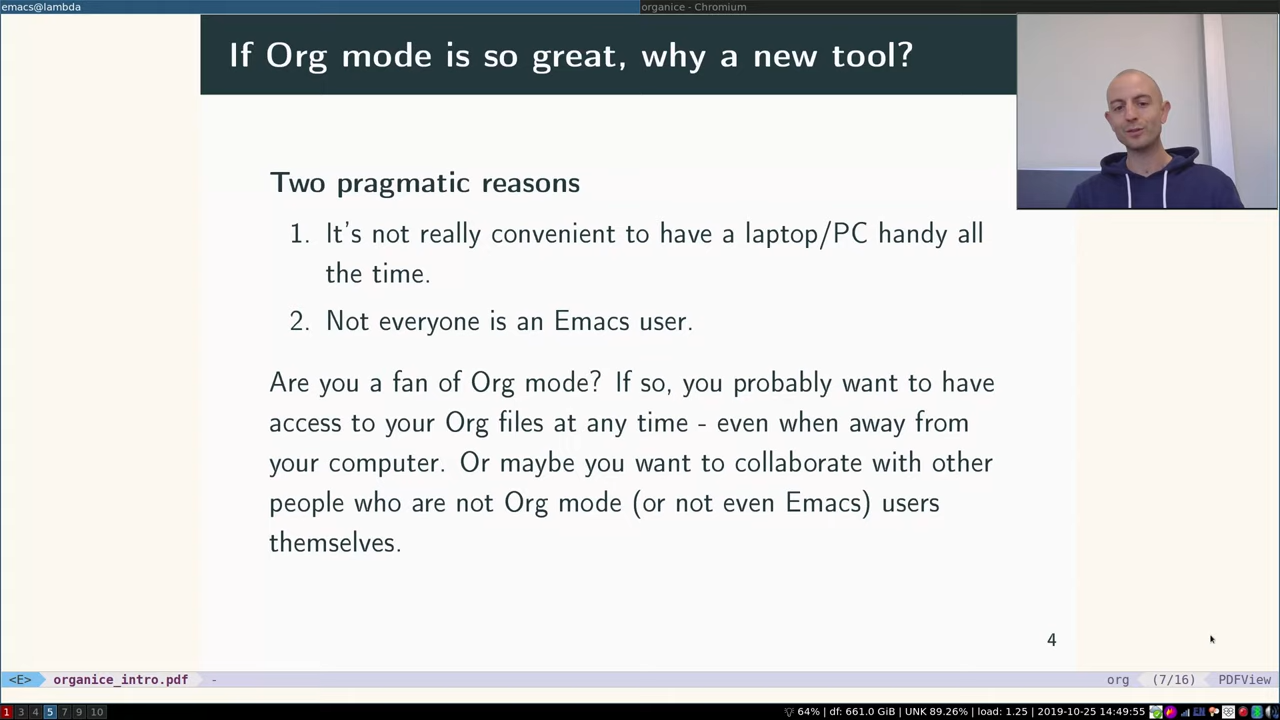 emacs@lambda
organice - Chromium
If Org mode is so great, why a new tool?
Two pragmatic reasons
1. It's not really convenient to have a laptop/PC handy all
the time.
2. Not everyone is an Emacs user.
Are you a fan of Org mode? If so, you probably want to have
access to your Org files at any time - even when away from
your computer. Or maybe you want to collaborate with other
people who are not Org mode (or not even Emacs) users
themselves.
4
<E> organice_intro.pdf - org (7/16) PDFView
1 3 4 5 7 9 10 64% | df: 661.0 GiB | UNK 89.26% | load: 1.25 | 2019-10-25 14:49:55 EN